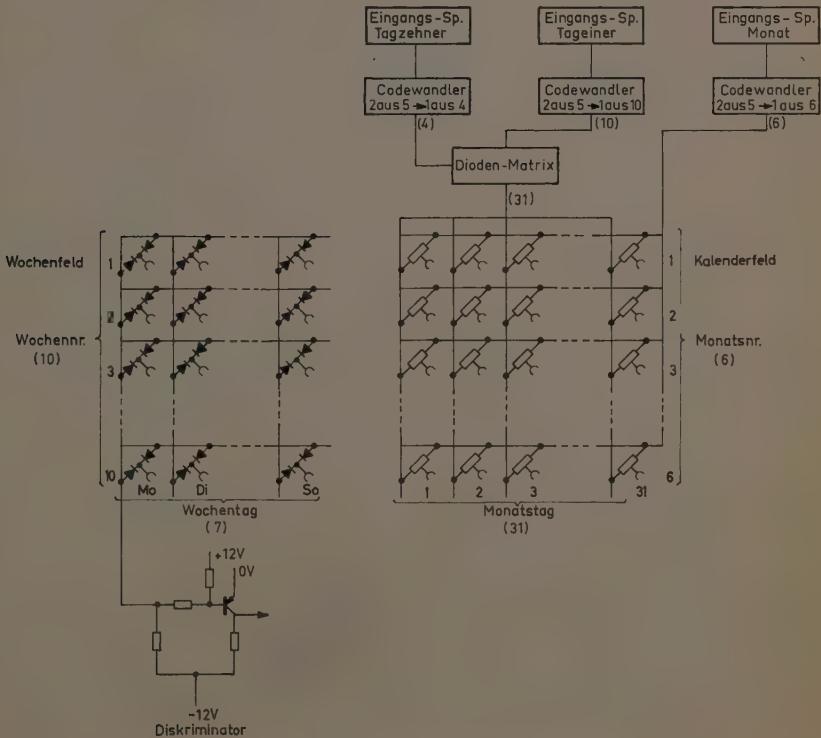 Eingangs-Sp.
Tagzehner
Eingangs-Sp.
Tageiner
Eingangs-Sp.
Monat
Codewandler
2aus5→1aus4
(4)
Codewandler
2aus5→1aus10
(10)
Codewandler
2aus5→1aus6
(6)
Dioden-Matrix
(31)
Wochenfeld
Wochennr.
(10)
1
2
3
10
Mo
Di
So
Wochentag
(7)
1
2
3
6
Kalenderfeld
Monatsnr.
(6)
1
2
3
31
Monatstag
(31)
+12V
0V
-12V
Diskriminator